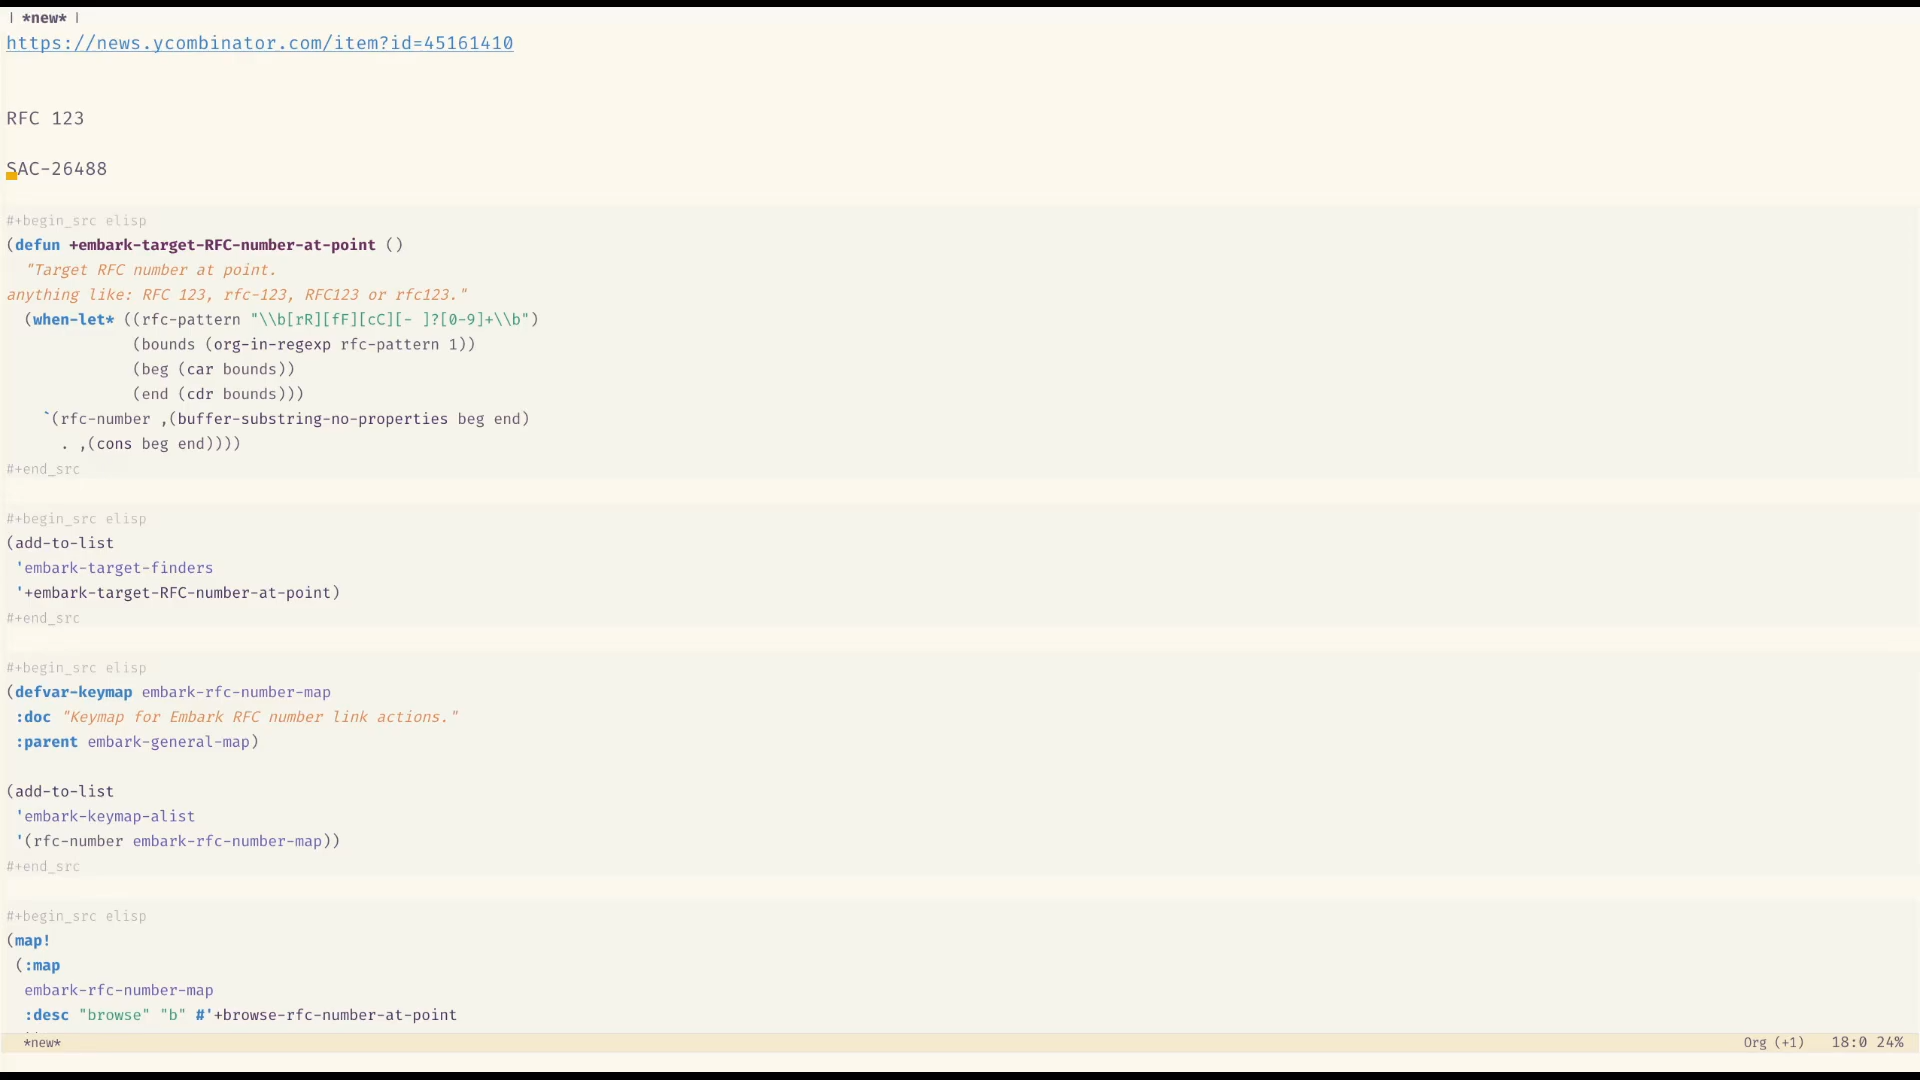 | *new* |
https://news.ycombinator.com/item?id=45161410
RFC 123
SAC-26488
#+begin_src elisp
(defun +embark-target-RFC-number-at-point ()
  "Target RFC number at point.
anything like: RFC 123, rfc-123, RFC123 or rfc123."
  (when-let* ((rfc-pattern "\\b[rR][fF][cC][- ]?[0-9]+\\b")
              (bounds (org-in-regexp rfc-pattern 1))
              (beg (car bounds))
              (end (cdr bounds)))
    `(rfc-number ,(buffer-substring-no-properties beg end)
      . ,(cons beg end))))
#+end_src
#+begin_src elisp
(add-to-list
 'embark-target-finders
 '+embark-target-RFC-number-at-point)
#+end_src
#+begin_src elisp
(defvar-keymap embark-rfc-number-map
 :doc "Keymap for Embark RFC number link actions."
 :parent embark-general-map)
(add-to-list
 'embark-keymap-alist
 '(rfc-number embark-rfc-number-map))
#+end_src
#+begin_src elisp
(map!
 (:map
  embark-rfc-number-map
  :desc "browse" "b" #'+browse-rfc-number-at-point
*new* Org (+1) 18:0 24%